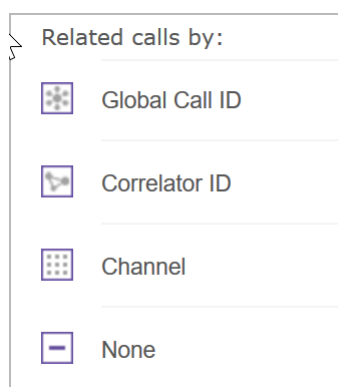 Related calls by:
Global Call ID
Correlator ID
Channel
None